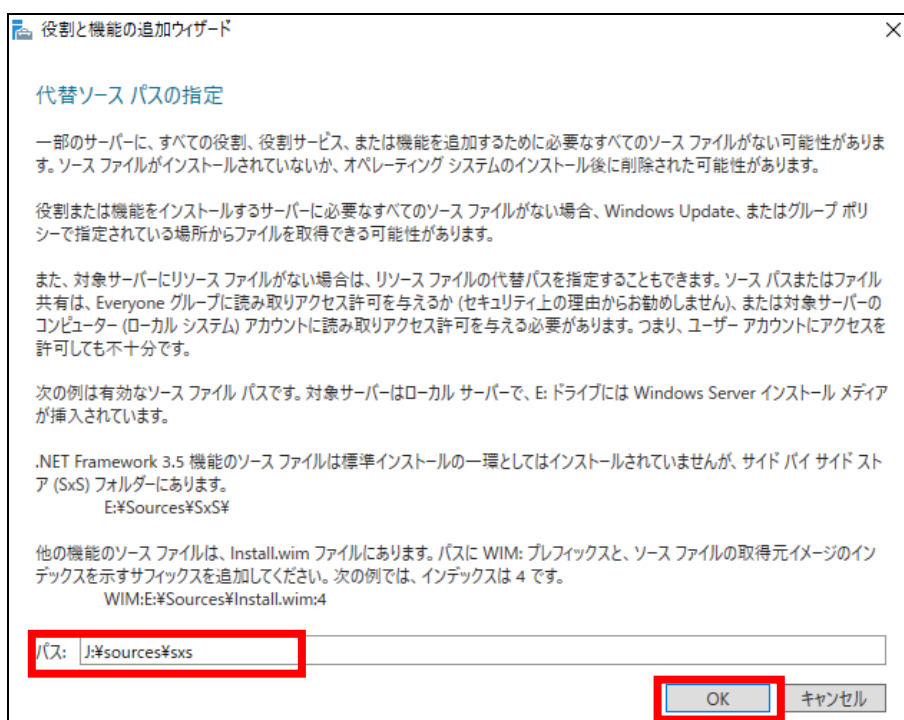 役割と機能の追加ウィザード
代替ソース パスの指定
一部のサーバーに、すべての役割、役割サービス、または機能を追加するために必要なすべてのソース ファイルがない可能性がありま
す。ソース ファイルがインストールされていないか、オペレーティング システムのインストール後に削除された可能性があります。
役割または機能をインストールするサーバーに必要なすべてのソース ファイルがない場合、Windows Update、またはグループ ポリ
シーで指定されている場所からファイルを取得できる可能性があります。
また、対象サーバーにリソース ファイルがない場合は、リソース ファイルの代替パスを指定することもできます。ソース パスまたはファイル
共有は、Everyone グループに読み取りアクセス許可を与えるか (セキュリティ上の理由からお勧めしません)、または対象サーバーの
コンピューター (ローカル システム) アカウントに読み取りアクセス許可を与える必要があります。つまり、ユーザー アカウントにアクセスを
許可しても不十分です。
次の例は有効なソース ファイル パスです。対象サーバーはローカル サーバーで、E: ドライブには Windows Server インストール メディア
が挿入されています。
.NET Framework 3.5 機能のソース ファイルは標準インストールの一環としてはインストールされていませんが、サイド バイ サイド スト
ア (SxS) フォルダーにあります。
E:¥Sources¥SxS¥
他の機能のソース ファイルは、Install.wim ファイルにあります。パスに WIM: プレフィックスと、ソース ファイルの取得元イメージのイン
デックスを示すサフィックスを追加してください。次の例では、インデックスは 4 です。
WIM:E:¥Sources¥Install.wim:4
パス: J:¥sources¥sxs
OK キャンセル